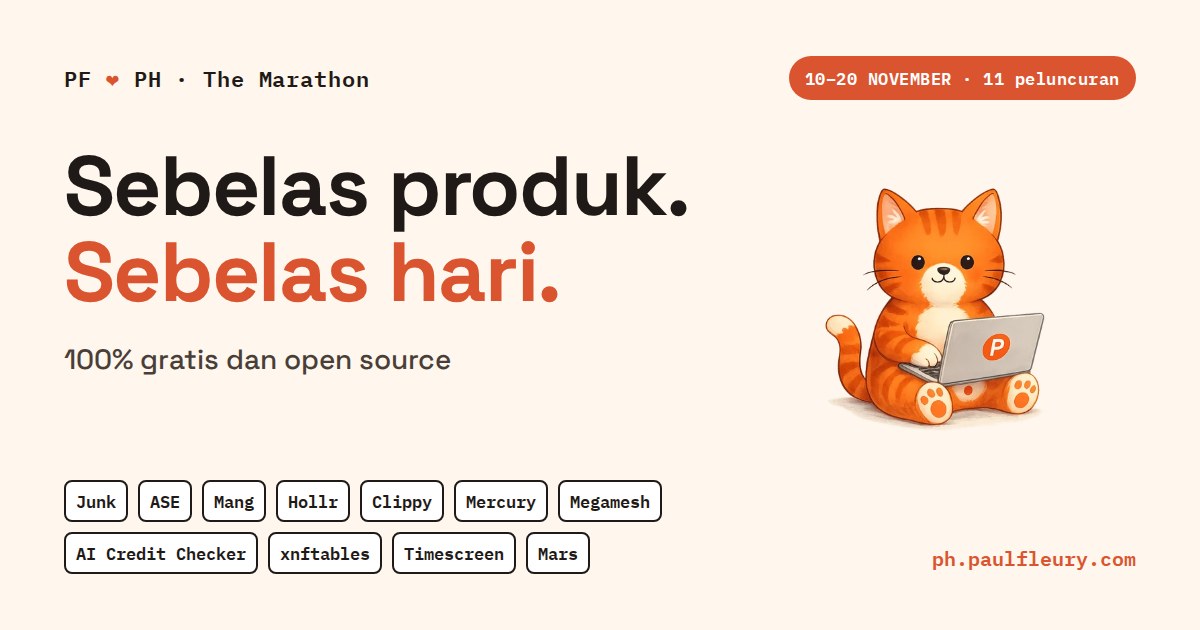 PF ❤ PH · The Marathon
10–20 NOVEMBER · 11 peluncuran
Sebelas produk.
Sebelas hari.
100% gratis dan open source
P
Junk ASE Mang Hollr Clippy Mercury Megamesh
AI Credit Checker xnftables Timescreen Mars
ph.paulfleury.com